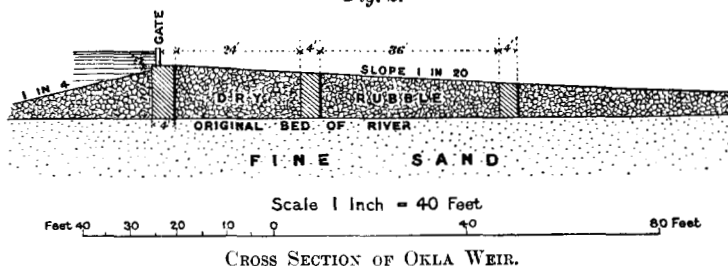 Fig. 2.
GATE
24' 4' 36' 4'
1 IN 4
SLOPE 1 IN 20
DRY RUBBLE
4'
ORIGINAL BED OF RIVER
FINE SAND
Scale 1 Inch = 40 Feet
Feet 40 30 20 10 0 40 80 Feet
CROSS SECTION OF OKLA WEIR.